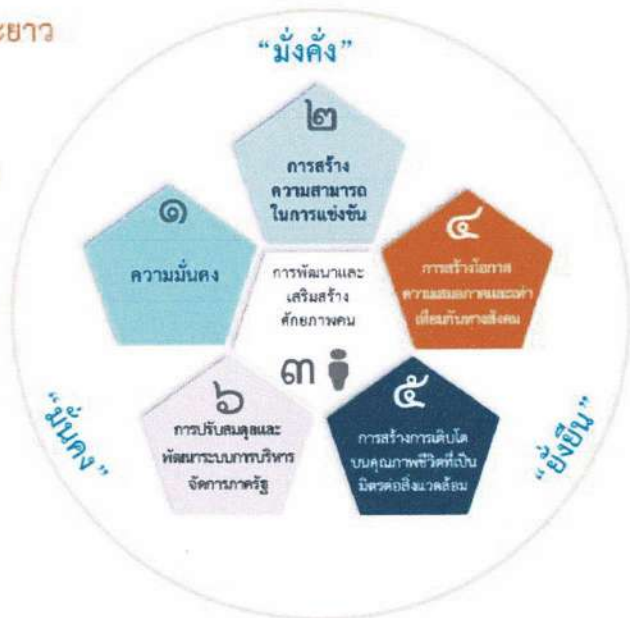 ะยาว
“มั่งคั่ง”
๒
การสร้าง
ความสามารถ
ในการแข่งขัน
๑
ความมั่นคง
๔
การสร้างโอกาส
ความเสมอภาคและเท่า
เทียมกันทางสังคม
การพัฒนาและ
เสริมสร้าง
ศักยภาพคน
๓
๖
การปรับสมดุลและ
พัฒนาระบบการบริหาร
จัดการภาครัฐ
๕
การสร้างการเติบโต
บนคุณภาพชีวิตที่เป็น
มิตรต่อสิ่งแวดล้อม
“มั่นคง”
“ยั่งยืน”